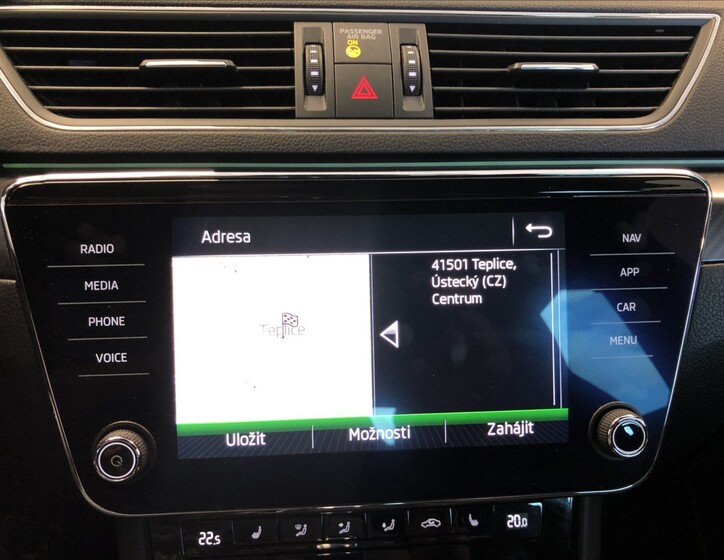 PASSENGER
AIR BAG
ON
Adresa
RADIO
MEDIA
PHONE
VOICE
Teplice
41501 Teplice,
Ústecký (CZ)
Centrum
NAV
APP
CAR
MENU
Uložit
Možnosti
Zahájit
22.5
20.0